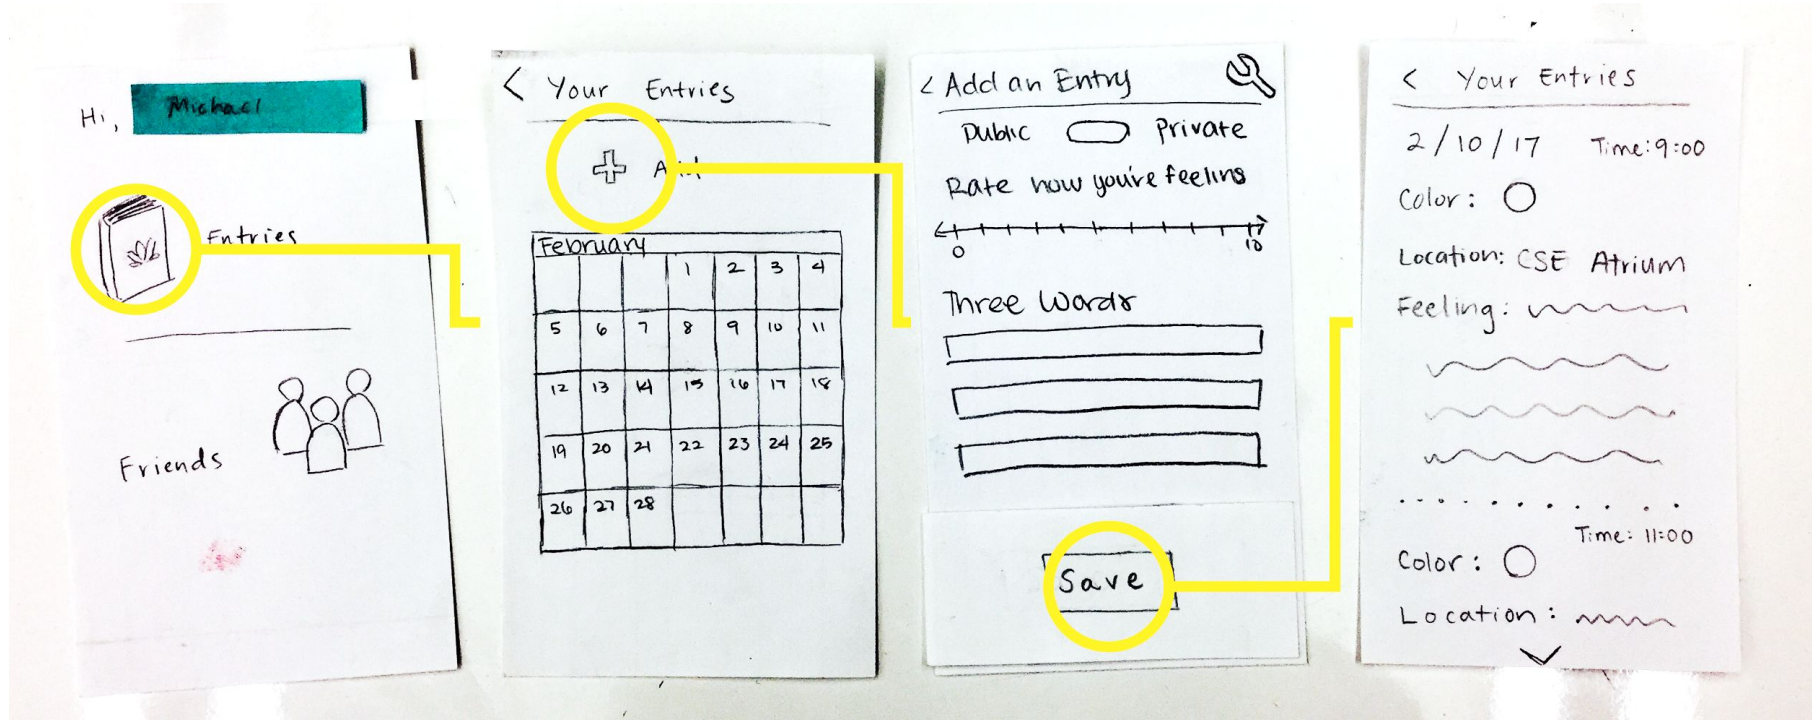 Hi, Michael
Entries
Friends
< Your Entries
Add
February
1 2 3 4
5 6 7 8 9 10 11
12 13 14 15 16 17 18
19 20 21 22 23 24 25
26 27 28
< Add an Entry
Public Private
Rate how you're feeling
0 10
Three Words
Save
< Your Entries
2/10/17 Time: 9:00
Color:
Location: CSE Atrium
Feeling:
Time: 11:00
Color:
Location: